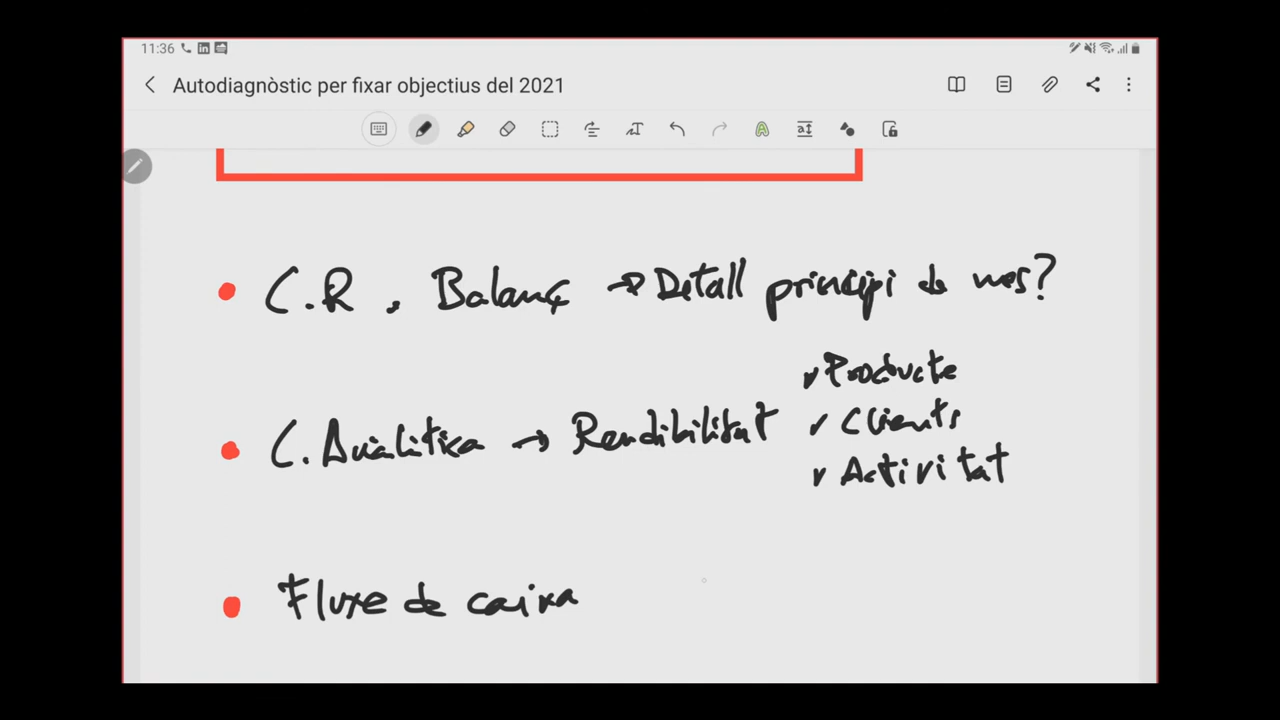 11:36
Autodiagnòstic per fixar objectius del 2021
C.R, Balanç → Detall principi de mes?
C. Analítica → Rendibilitat
✓ Producte
✓ Clients
✓ Activitat
Fluxe de caixa